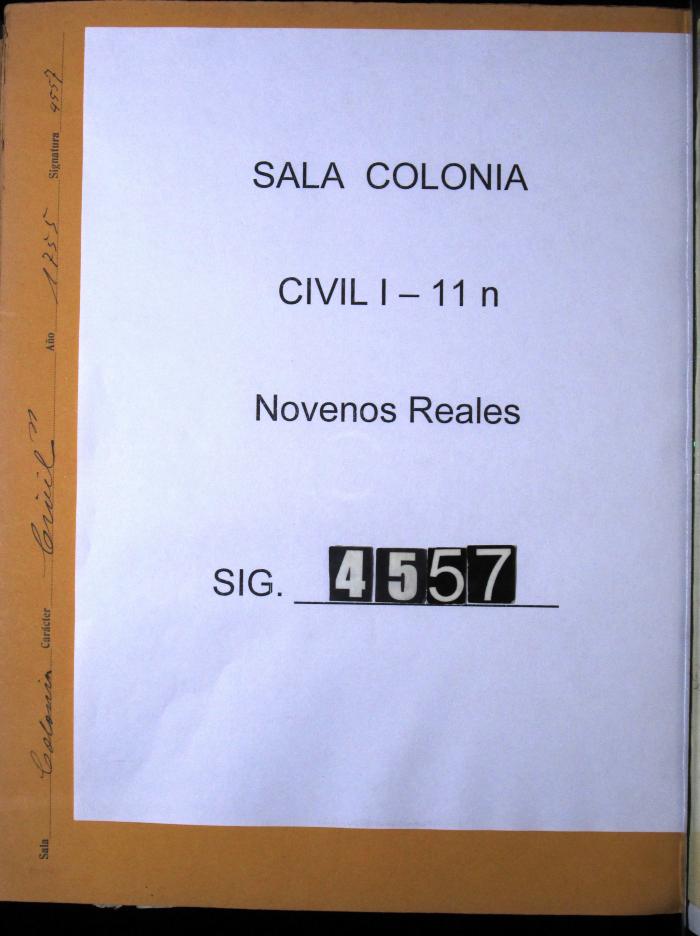 SALA COLONIA
CIVIL I – 11 n
Novenos Reales
SIG. 4557
Sala Colonia Carácter Civil n Año 1755 Signatura 4557